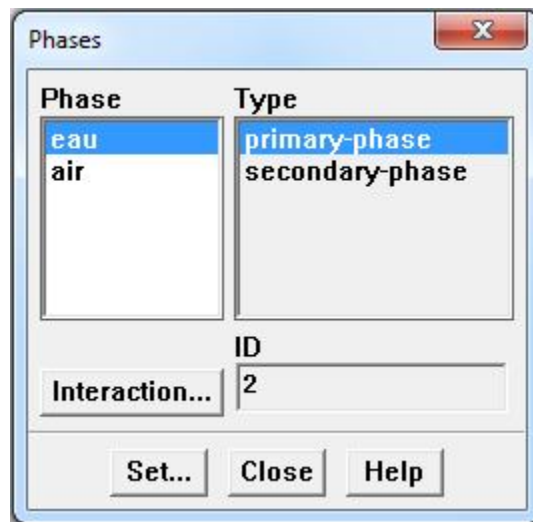 Phases
Phase Type
eau primary-phase
air secondary-phase
ID
Interaction... 2
Set... Close Help